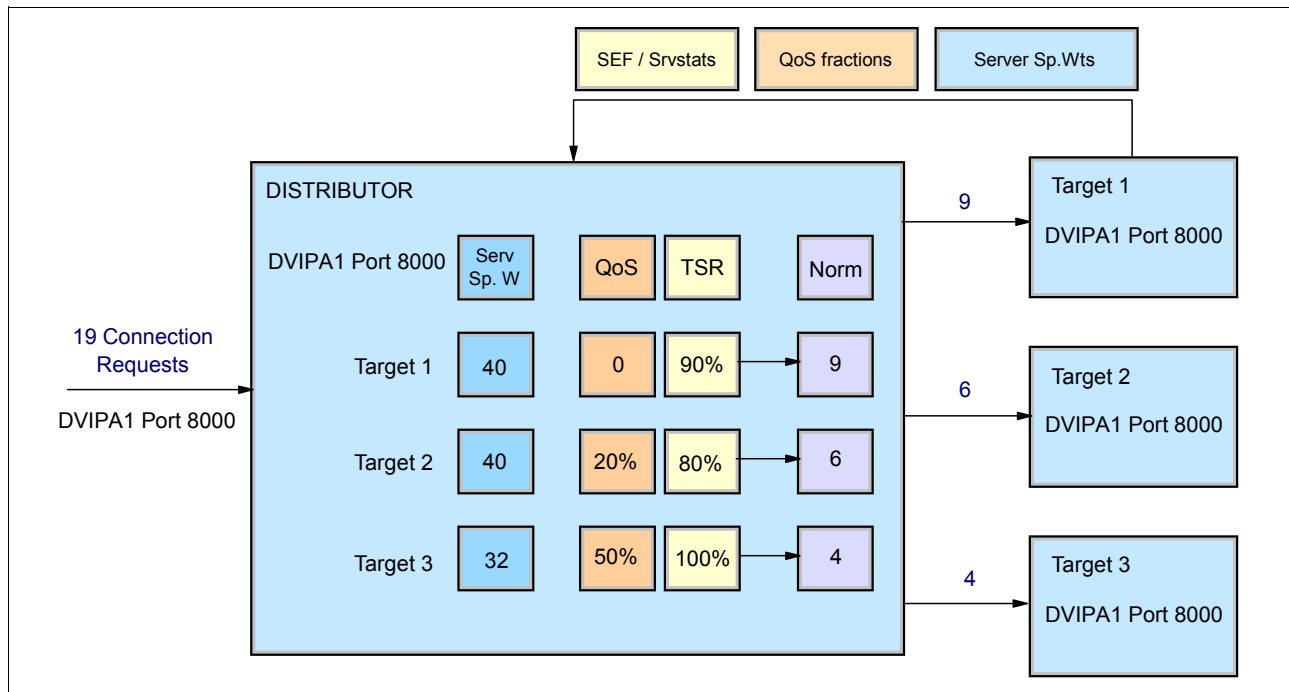 SEF / Srvstats
QoS fractions
Server Sp.Wts
DISTRIBUTOR
DVIPA1 Port 8000
Serv
Sp. W
QoS
TSR
Norm
Target 1
40
0
90%
9
Target 2
40
20%
80%
6
Target 3
32
50%
100%
4
19 Connection
Requests
DVIPA1 Port 8000
9
6
4
Target 1
DVIPA1 Port 8000
Target 2
DVIPA1 Port 8000
Target 3
DVIPA1 Port 8000